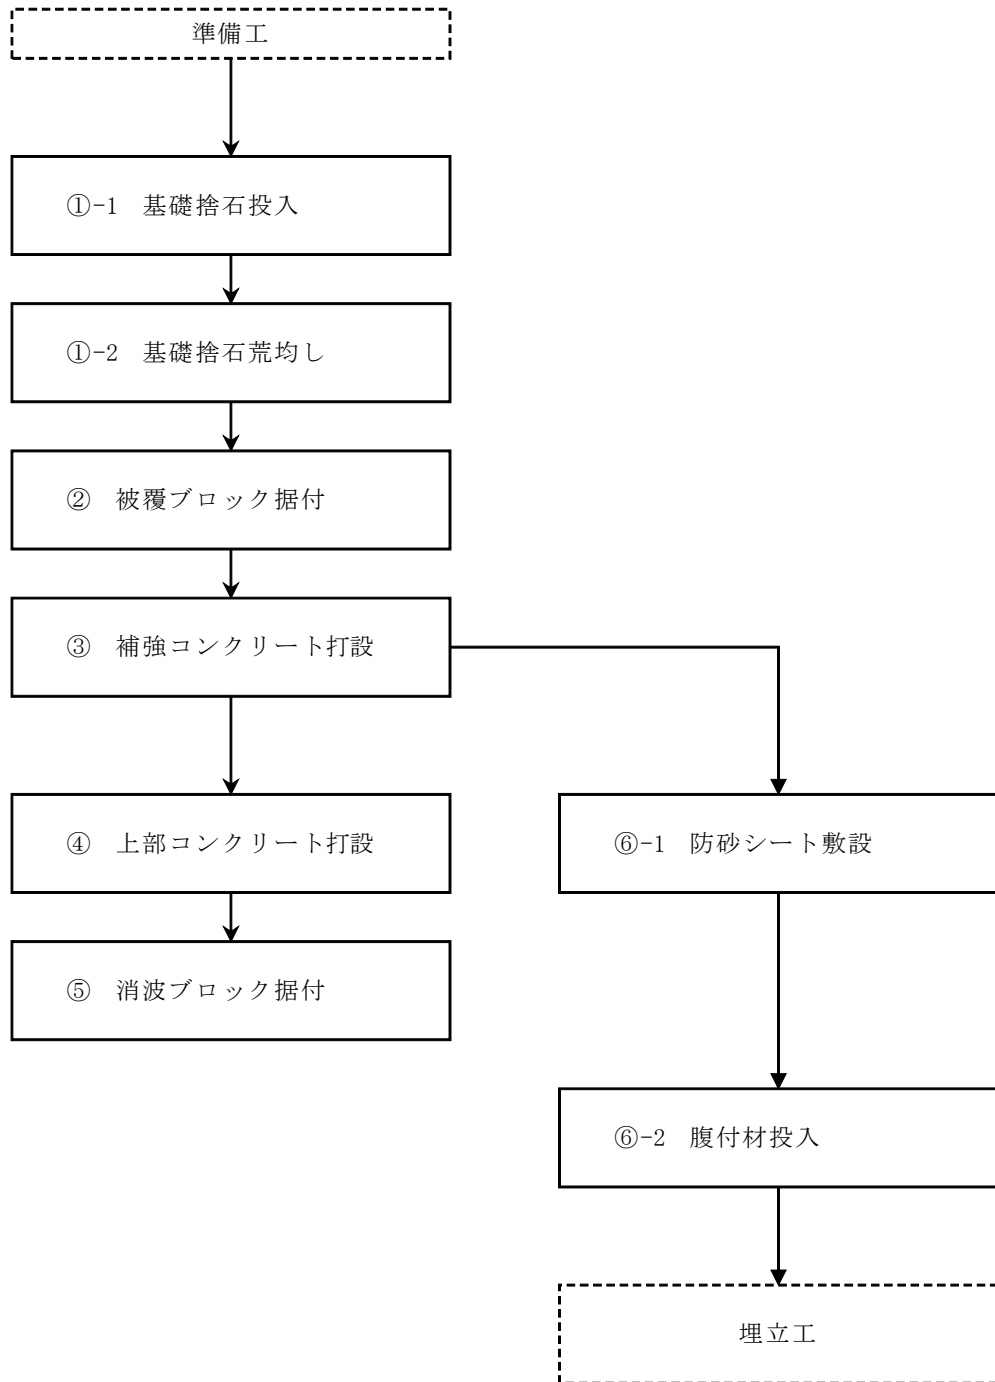 準備工
①-1 基礎捨石投入
①-2 基礎捨石荒均し
② 被覆ブロック据付
③ 補強コンクリート打設
④ 上部コンクリート打設
⑤ 消波ブロック据付
⑥-1 防砂シート敷設
⑥-2 腹付材投入
埋立工